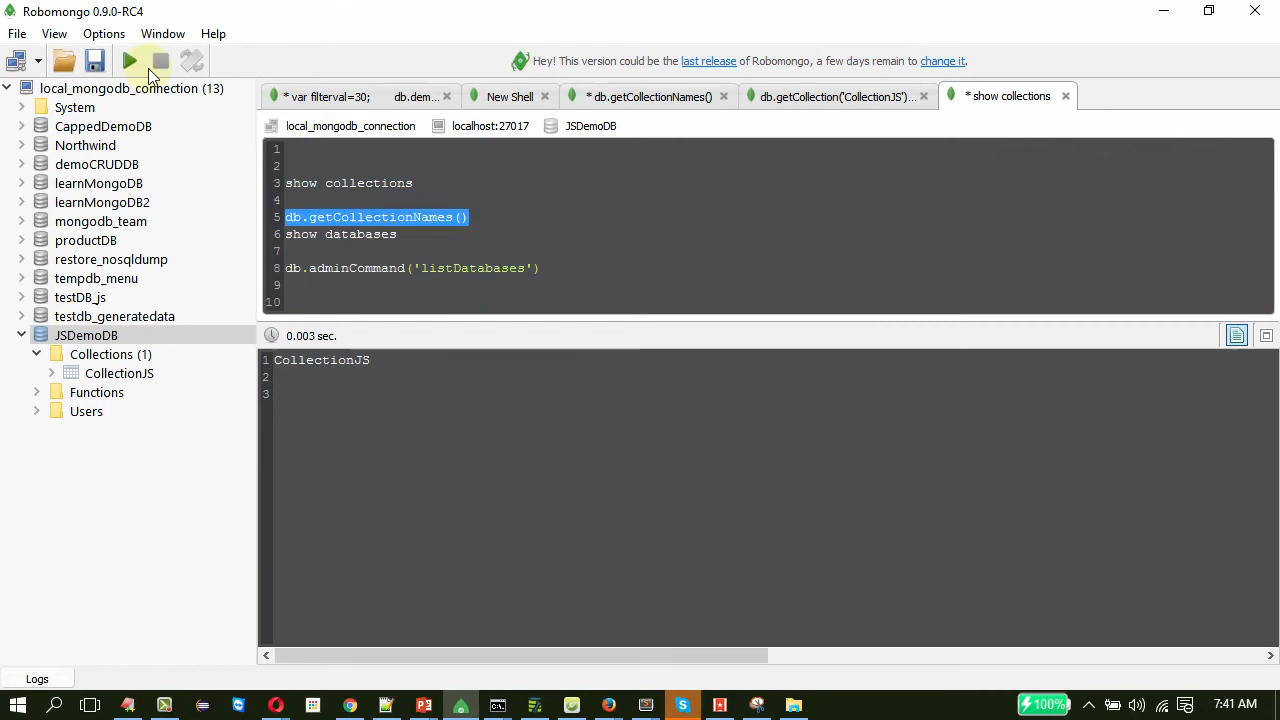 Robomongo 0.9.0-RC4
File View Options Window Help
Hey! This version could be the last release of Robomongo, a few days remain to change it.
local_mongodb_connection (13)
System
CappedDemoDB
Northwind
demoCRUDDB
learnMongoDB
learnMongoDB2
mongodb_team
productDB
restore_nosqldump
tempdb_menu
testDB_js
testdb_generatedata
JSDemoDB
Collections (1)
CollectionJS
Functions
Users
* var filterval=30; db.dem... New Shell * db.getCollectionNames() db.getCollection('CollectionJS')... * show collections
local_mongodb_connection localhost:27017 JSDemoDB
1
2
3 show collections
4
5 db.getCollectionNames()
6 show databases
7
8 db.adminCommand('listDatabases')
9
10
0.003 sec.
1 CollectionJS
2
3
Logs
100% 7:41 AM